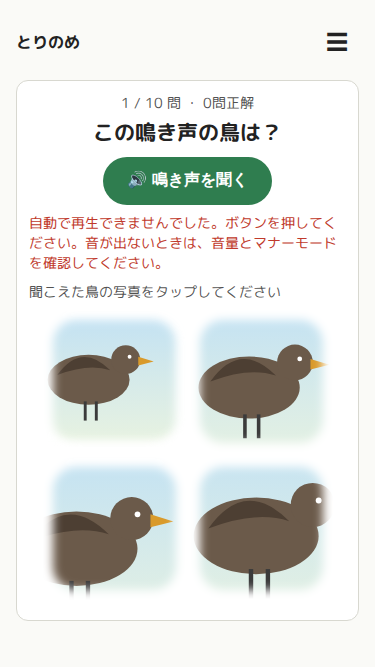 とりのめ
1 / 10 問 · 0問正解
この鳴き声の鳥は？
🔊 鳴き声を聞く
自動で再生できませんでした。ボタンを押してく
ださい。音が出ないときは、音量とマナーモード
を確認してください。
聞こえた鳥の写真をタップしてください